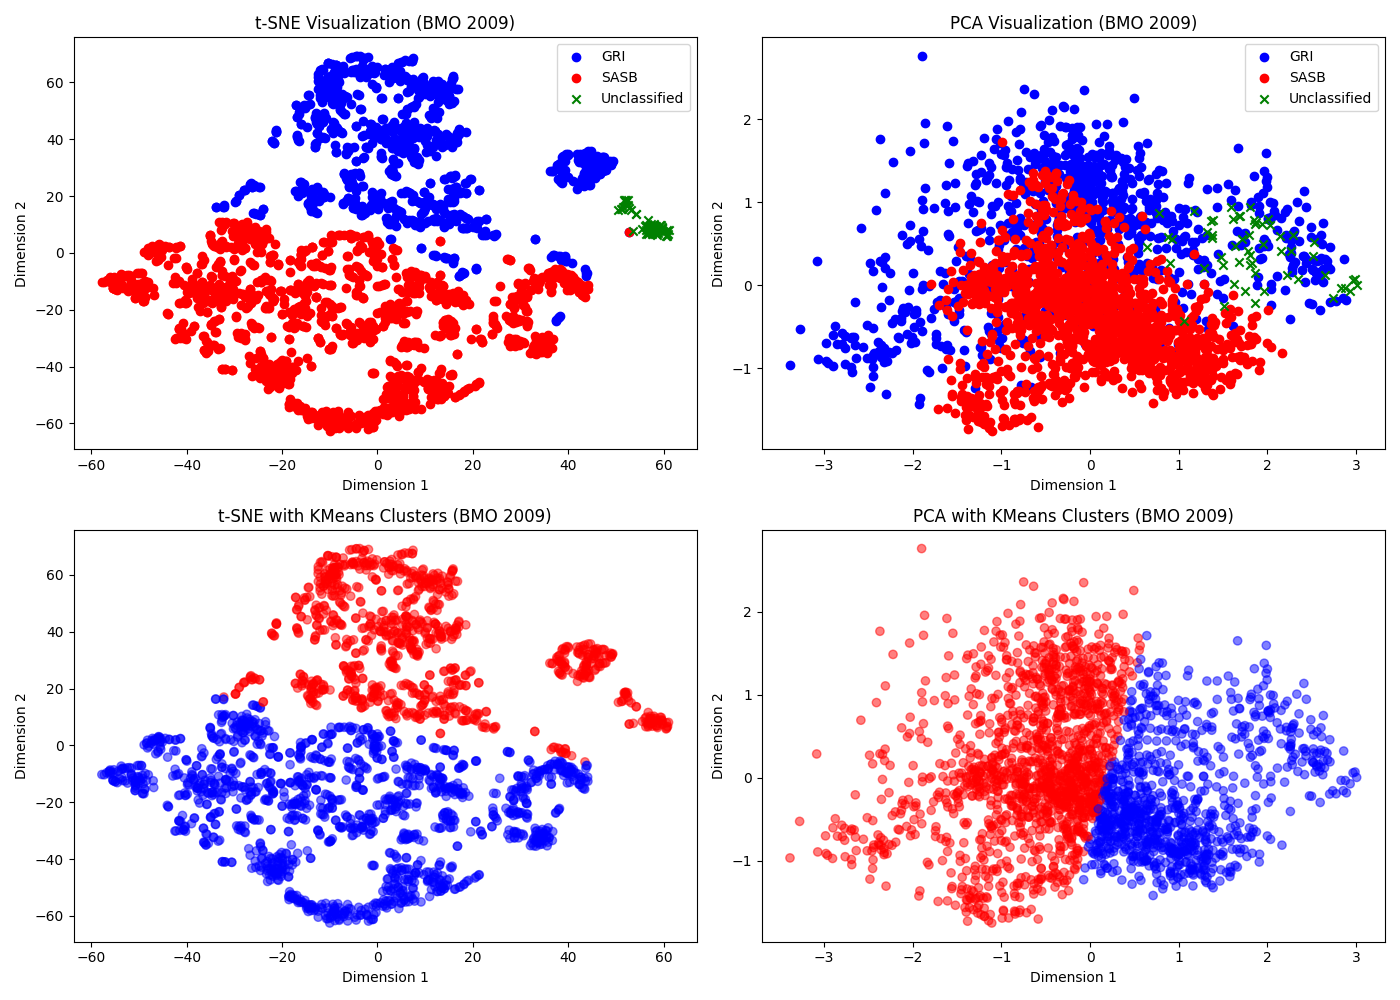 t-SNE Visualization (BMO 2009)
GRI
SASB
Unclassified
60
40
20
0
−20
−40
−60
Dimension 2
−60 −40 −20 0 20 40 60
Dimension 1
PCA Visualization (BMO 2009)
GRI
SASB
Unclassified
2
1
0
−1
Dimension 2
−3 −2 −1 0 1 2 3
Dimension 1
t-SNE with KMeans Clusters (BMO 2009)
60
40
20
0
−20
−40
−60
Dimension 2
−60 −40 −20 0 20 40 60
Dimension 1
PCA with KMeans Clusters (BMO 2009)
2
1
0
−1
Dimension 2
−3 −2 −1 0 1 2 3
Dimension 1